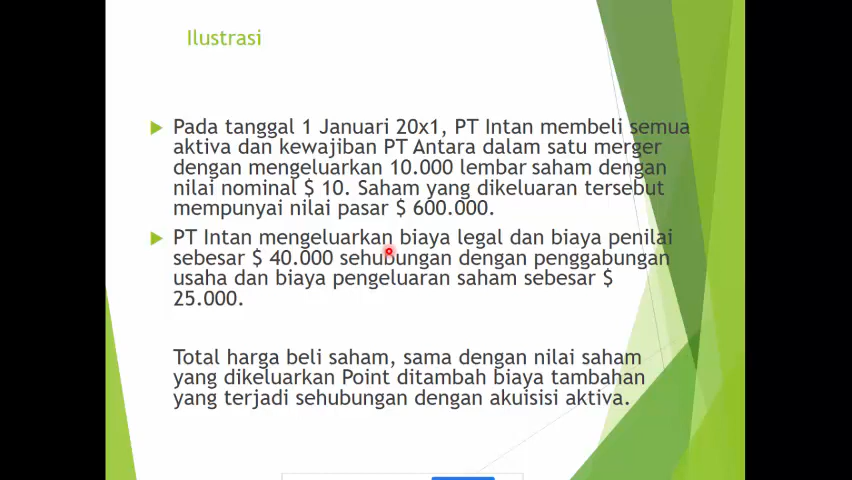 Ilustrasi
Pada tanggal 1 Januari 20x1, PT Intan membeli semua
aktiva dan kewajiban PT Antara dalam satu merger
dengan mengeluarkan 10.000 lembar saham dengan
nilai nominal $ 10. Saham yang dikeluaran tersebut
mempunyai nilai pasar $ 600.000.
PT Intan mengeluarkan biaya legal dan biaya penilai
sebesar $ 40.000 sehubungan dengan penggabungan
usaha dan biaya pengeluaran saham sebesar $
25.000.
Total harga beli saham, sama dengan nilai saham
yang dikeluarkan Point ditambah biaya tambahan
yang terjadi sehubungan dengan akuisisi aktiva.